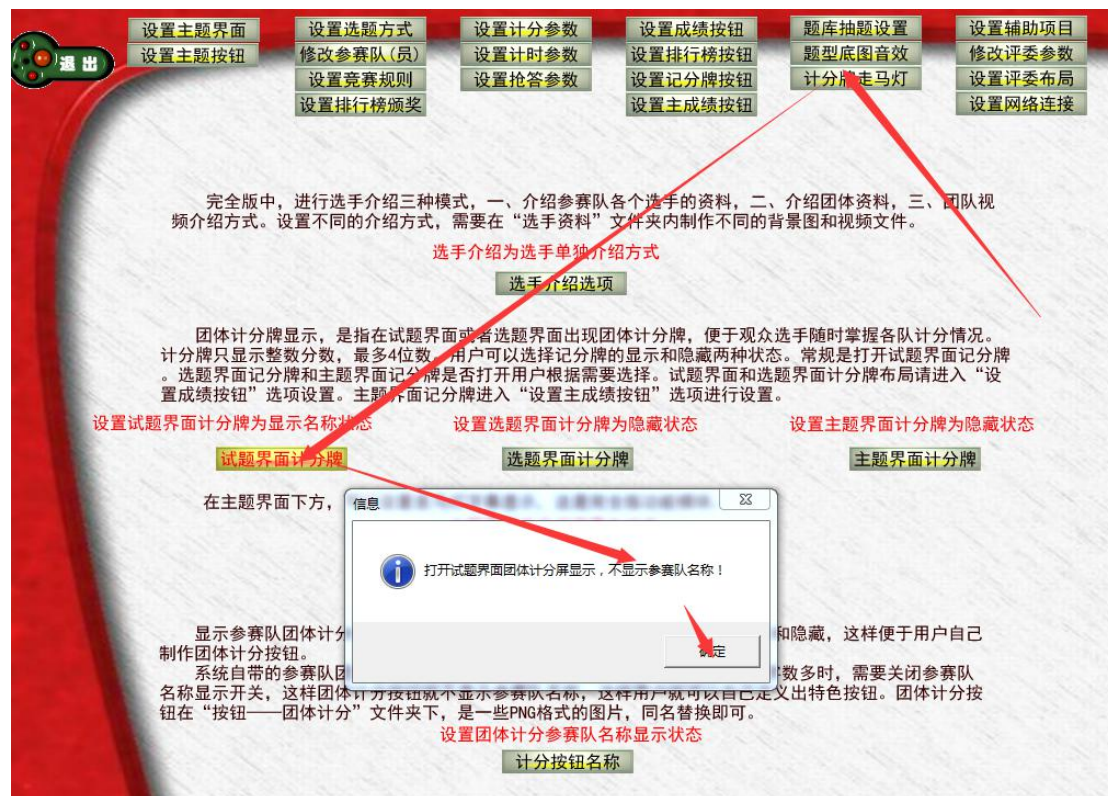 退出
设置主题界面 设置选题方式 设置计分参数 设置成绩按钮 题库抽题设置 设置辅助项目
设置主题按钮 修改参赛队(员) 设置计时参数 设置排行榜按钮 题型底图音效 修改评委参数
设置竞赛规则 设置抢答参数 设置记分牌按钮 计分牌走马灯 设置评委布局
设置排行榜颁奖 设置主成绩按钮 设置网络连接
完全版中，进行选手介绍三种模式，一、介绍参赛队各个选手的资料，二、介绍团体资料，三、团队视
频介绍方式。设置不同的介绍方式，需要在“选手资料”文件夹内制作不同的背景图和视频文件。
选手介绍为选手单独介绍方式
选手介绍选项
团体计分牌显示，是指在试题界面或者选题界面出现团体计分牌，便于观众选手随时掌握各队计分情况。
计分牌只显示整数分数，最多4位数。用户可以选择记分牌的显示和隐藏两种状态。常规是打开试题界面记分牌
。选题界面记分牌和主题界面记分牌是否打开用户根据需要选择。试题界面和选题界面计分牌布局请进入“设
置成绩按钮”选项设置。主题界面记分牌进入“设置主成绩按钮”选项进行设置。
设置试题界面计分牌为显示名称状态 设置选题界面计分牌为隐藏状态 设置主题界面计分牌为隐藏状态
试题界面计分牌 选题界面计分牌 主题界面计分牌
在主题界面下方，
信息
打开试题界面团体计分屏显示，不显示参赛队名称！
确定
显示参赛队团体计分 和隐藏，这样便于用户自己
制作团体计分按钮。
系统自带的参赛队团 数多时，需要关闭参赛队
名称显示开关，这样团体计分按钮就不显示参赛队名称，这样用户就可以自己定义出特色按钮。团体计分按
钮在“按钮——团体计分”文件夹下，是一些PNG格式的图片，同名替换即可。
设置团体计分参赛队名称显示状态
计分按钮名称